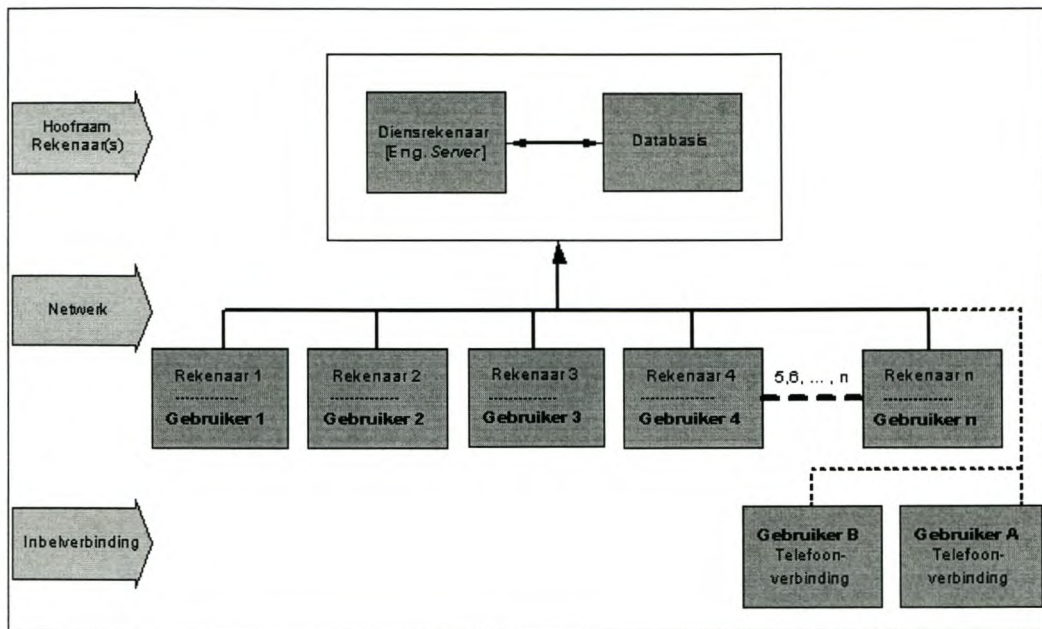 Hoofraam
Rekenaar(s)
Diensrekenaar
[Eng. Server]
Databasis
Netwerk
Rekenaar 1
Gebruiker 1
Rekenaar 2
Gebruiker 2
Rekenaar 3
Gebruiker 3
Rekenaar 4
Gebruiker 4
5,6, ... , n
Rekenaar n
Gebruiker n
Inbelverbinding
Gebruiker B
Telefoon-
verbinding
Gebruiker A
Telefoon-
verbinding